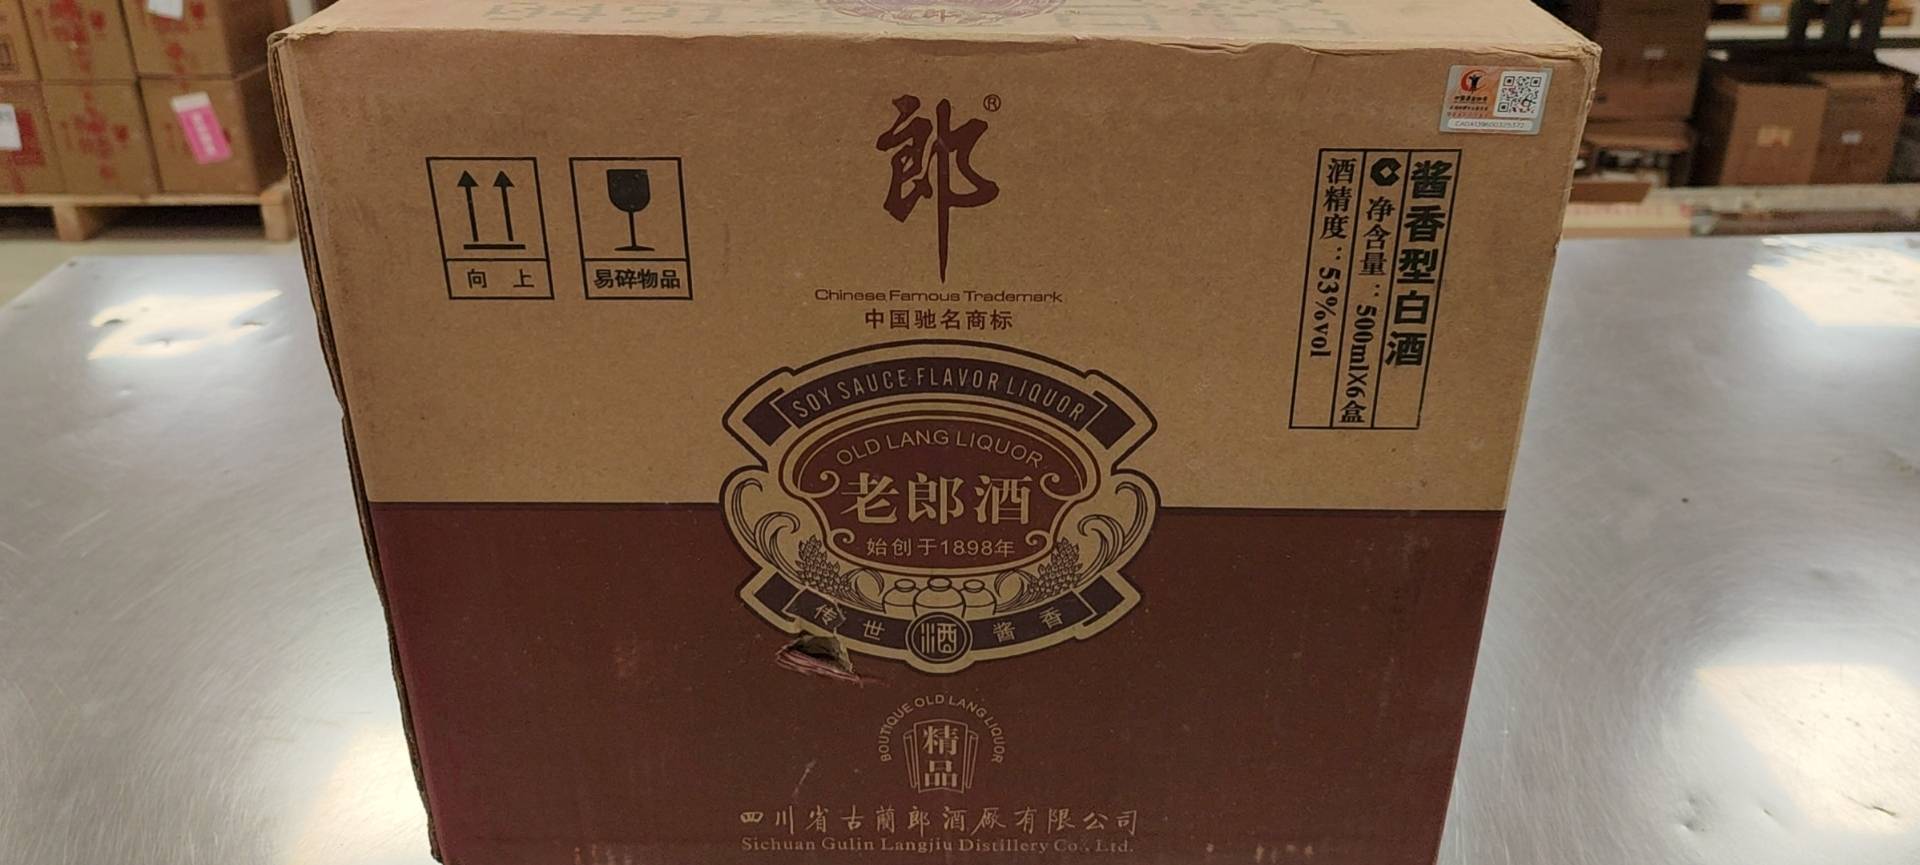 郎®
Chinese Famous Trademark
中国驰名商标
向 上
易碎物品
酱香型白酒
净含量：500ml×6盒
酒精度：53%vol
SOY SAUCE·FLAVOR LIQUOR
OLD LANG LIQUOR
老郎酒
始创于1898年
传世 酒 酱香
BOUTIQUE OLD LANG LIQUOR
精品
四川省古蘭郎酒厰有限公司
Sichuan Gulin Langjiu Distillery Co., Ltd.